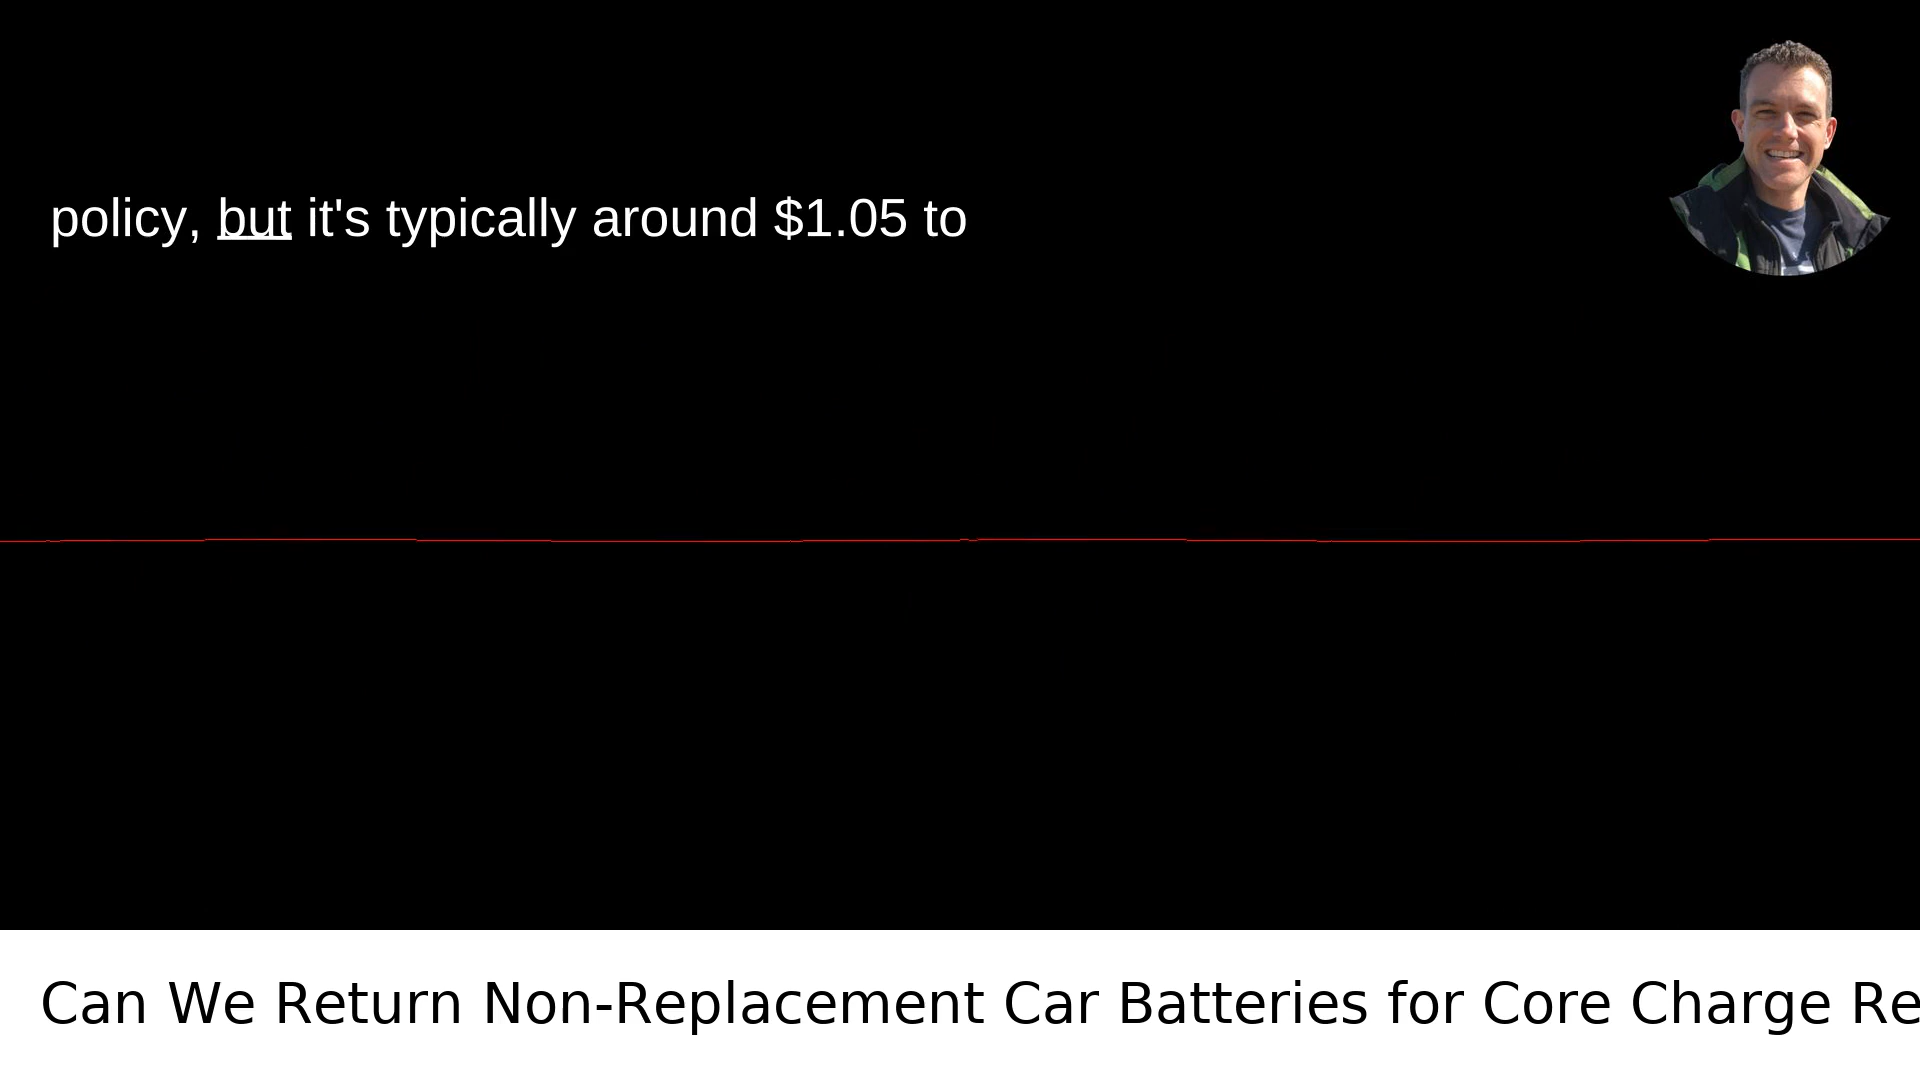 policy, but it's typically around $1.05 to
Can We Return Non-Replacement Car Batteries for Core Charge Re